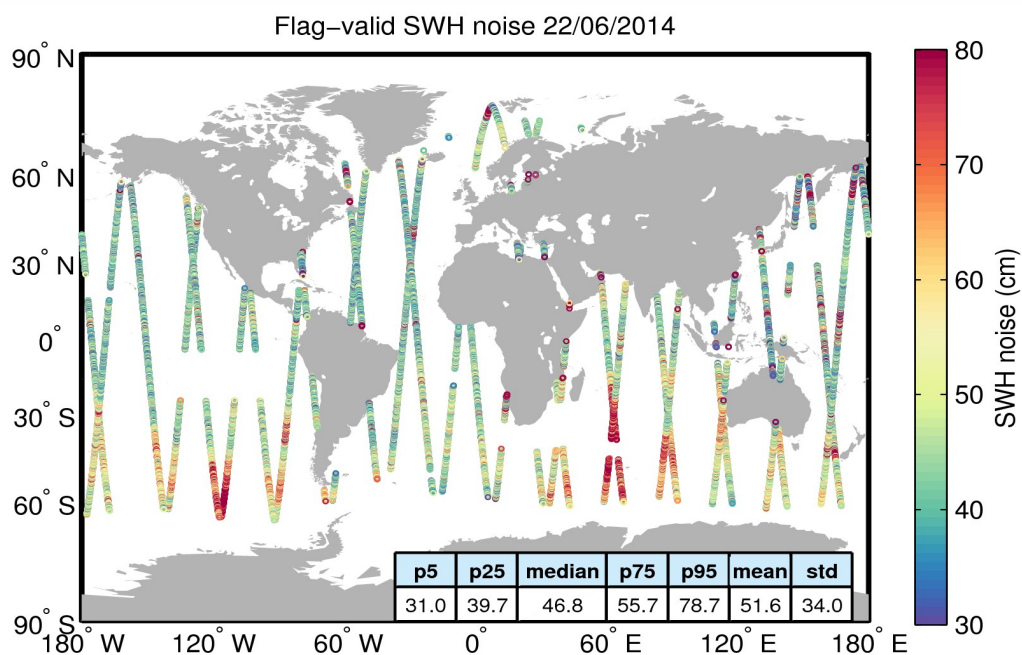 Flag−valid SWH noise 22/06/2014
90° N
60° N
30° N
0°
30° S
60° S
90° S
180° W
120° W
60° W
0°
60° E
120° E
180° E
p5 p25 median p75 p95 mean std
31.0 39.7 46.8 55.7 78.7 51.6 34.0
80
70
60
50
40
30
SWH noise (cm)